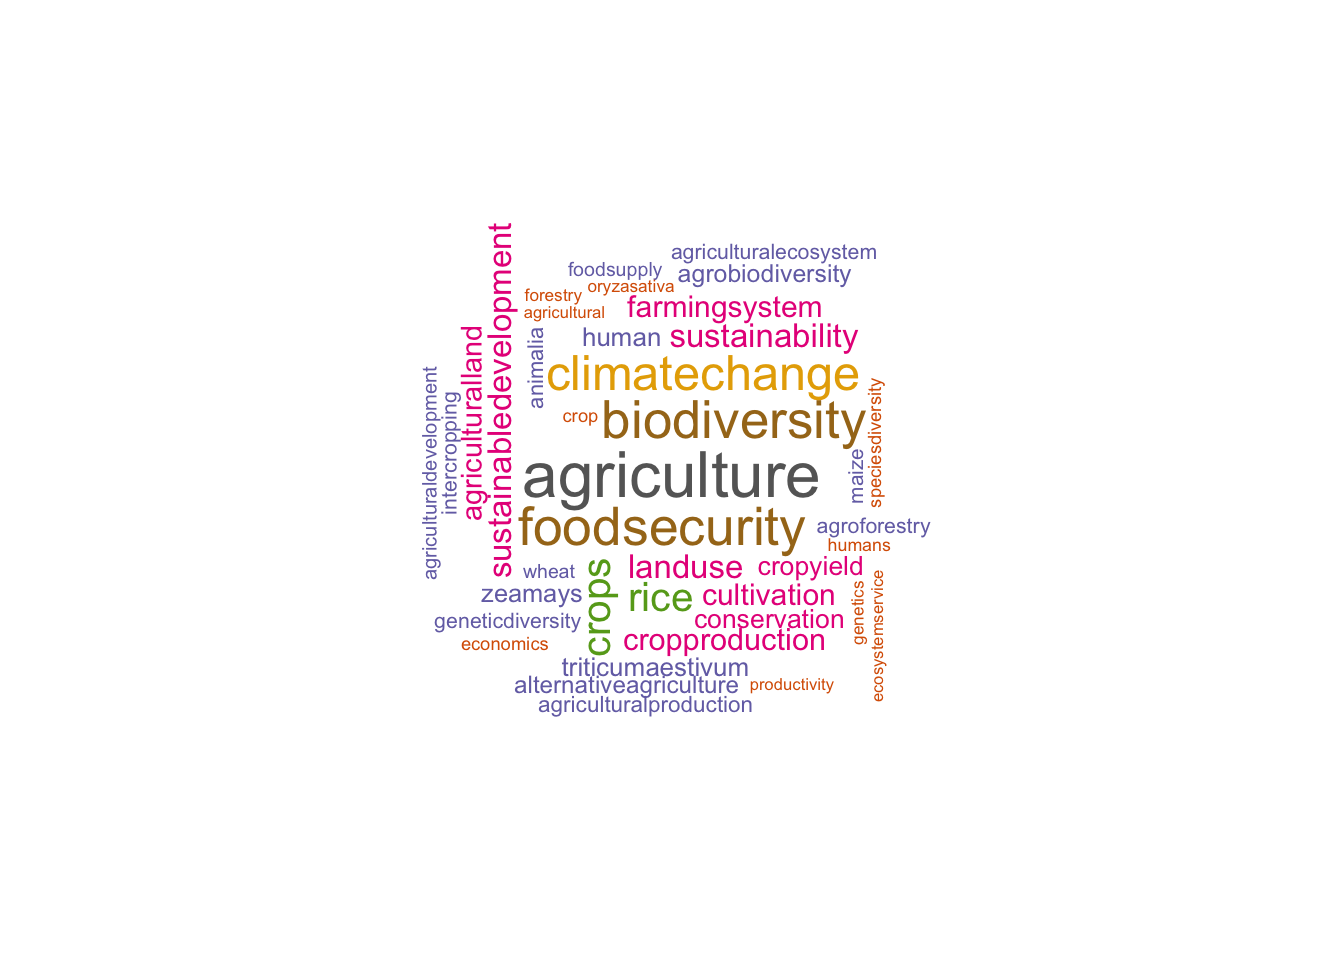 agriculturalecosystem
foodsupply
agrobiodiversity
oryzasativa
forestry
agricultural
farmingsystem
human
sustainability
sustainabledevelopment
agriculturalland
animalia
climatechange
agriculturaldevelopment
intercropping
crop
biodiversity
speciesdiversity
maize
agriculture
foodsecurity
agroforestry
humans
wheat
crops
landuse
cropyield
zeamays
rice
cultivation
geneticdiversity
conservation
genetics
ecosystemservice
economics
cropproduction
triticumaestivum
alternativeagriculture
productivity
agriculturalproduction